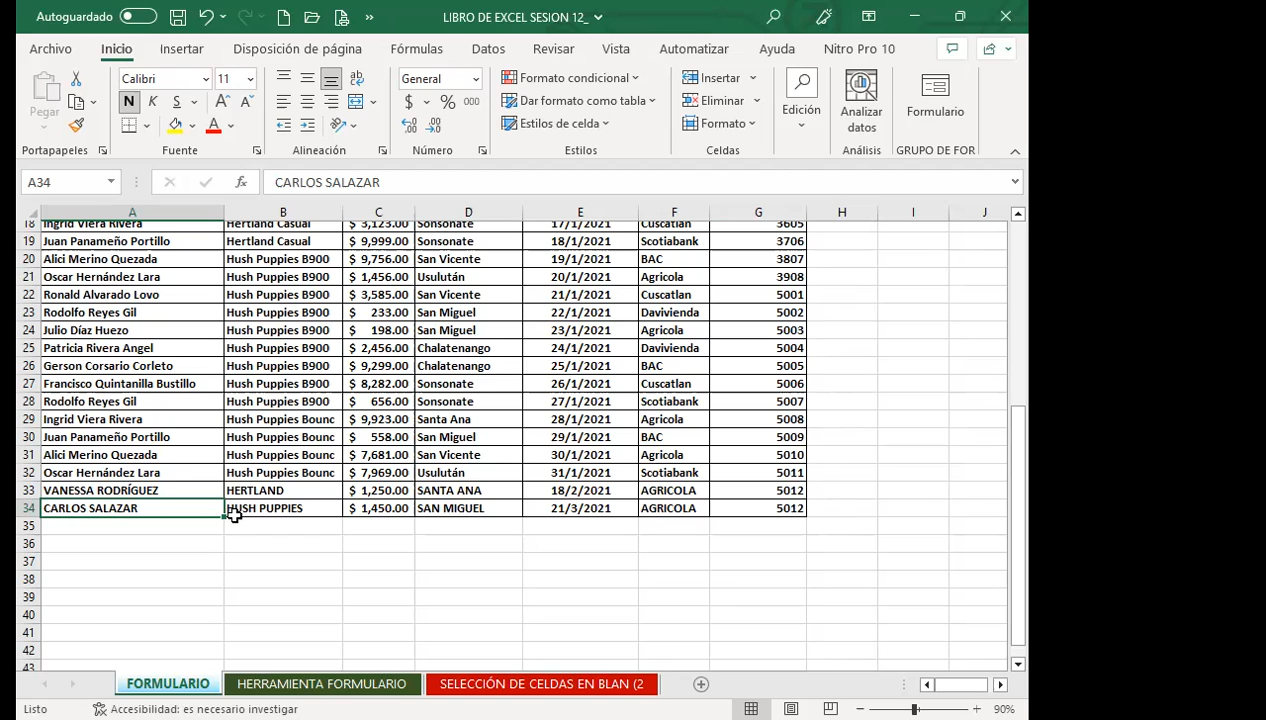 Autoguardado LIBRO DE EXCEL SESION 12_
Archivo Inicio Insertar Disposición de página Fórmulas Datos Revisar Vista Automatizar Ayuda Nitro Pro 10
Pegar Calibri 11 General Formato condicional Insertar Edición Analizar datos Formulario
N K S A A $ % 000 Dar formato como tabla Eliminar
A Estilos de celda Formato
Portapapeles Fuente Alineación Número Estilos Celdas Análisis GRUPO DE FOR
A34 fx CARLOS SALAZAR
A B C D E F G H I J
18 Ingrid Viera Rivera Hertland Casual $ 3,123.00 Sonsonate 17/1/2021 Cuscatlan 3605
19 Juan Panameño Portillo Hertland Casual $ 9,999.00 Sonsonate 18/1/2021 Scotiabank 3706
20 Alici Merino Quezada Hush Puppies B900 $ 9,756.00 San Vicente 19/1/2021 BAC 3807
21 Oscar Hernández Lara Hush Puppies B900 $ 1,456.00 Usulután 20/1/2021 Agricola 3908
22 Ronald Alvarado Lovo Hush Puppies B900 $ 3,585.00 San Vicente 21/1/2021 Cuscatlan 5001
23 Rodolfo Reyes Gil Hush Puppies B900 $ 233.00 San Miguel 22/1/2021 Davivienda 5002
24 Julio Díaz Huezo Hush Puppies B900 $ 198.00 San Miguel 23/1/2021 Agricola 5003
25 Patricia Rivera Angel Hush Puppies B900 $ 2,456.00 Chalatenango 24/1/2021 Davivienda 5004
26 Gerson Corsario Corleto Hush Puppies B900 $ 9,299.00 Chalatenango 25/1/2021 BAC 5005
27 Francisco Quintanilla Bustillo Hush Puppies B900 $ 8,282.00 Sonsonate 26/1/2021 Cuscatlan 5006
28 Rodolfo Reyes Gil Hush Puppies B900 $ 656.00 Sonsonate 27/1/2021 Scotiabank 5007
29 Ingrid Viera Rivera Hush Puppies Bounc $ 9,923.00 Santa Ana 28/1/2021 Agricola 5008
30 Juan Panameño Portillo Hush Puppies Bounc $ 558.00 San Miguel 29/1/2021 BAC 5009
31 Alici Merino Quezada Hush Puppies Bounc $ 7,681.00 San Vicente 30/1/2021 Agricola 5010
32 Oscar Hernández Lara Hush Puppies Bounc $ 7,969.00 Usulután 31/1/2021 Scotiabank 5011
33 VANESSA RODRÍGUEZ HERTLAND $ 1,250.00 SANTA ANA 18/2/2021 AGRICOLA 5012
34 CARLOS SALAZAR HUSH PUPPIES $ 1,450.00 SAN MIGUEL 21/3/2021 AGRICOLA 5012
35
36
37
38
39
40
41
42
43
FORMULARIO HERRAMIENTA FORMULARIO SELECCIÓN DE CELDAS EN BLAN (2
Listo Accesibilidad: es necesario investigar 90%